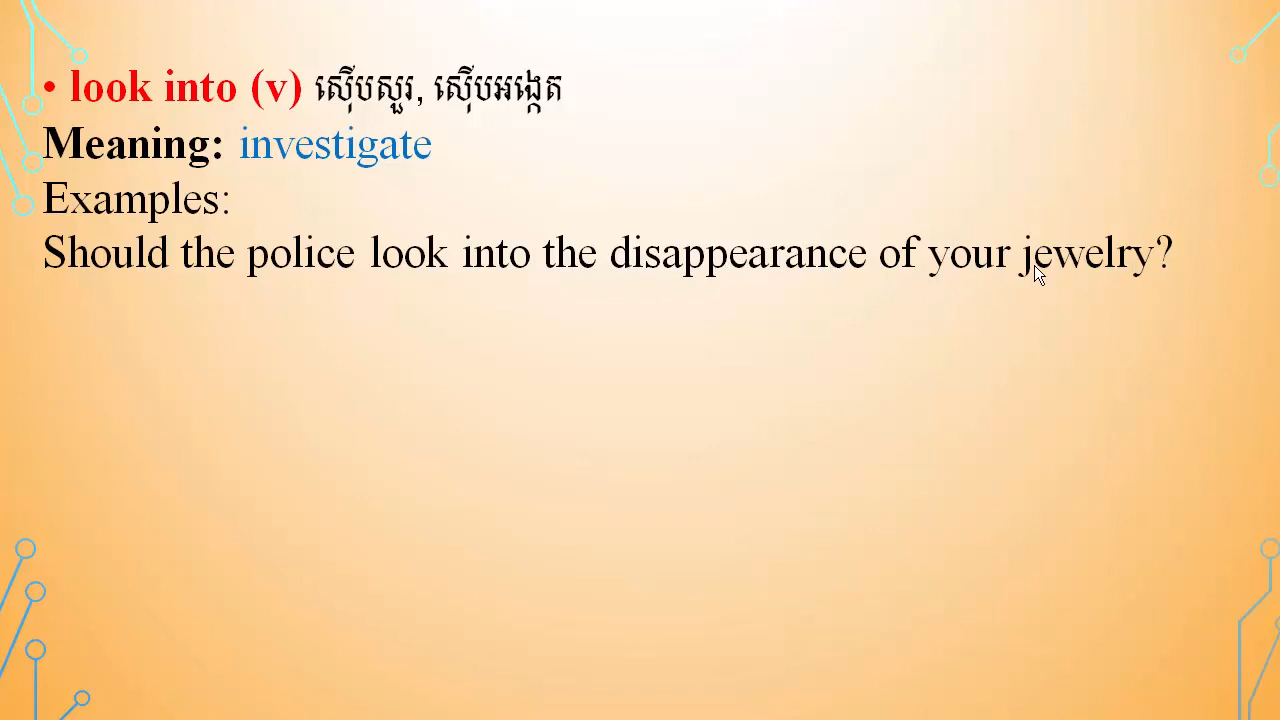 • look into (v) ស៊ើបសួរ, ស៊ើបអង្កេត
Meaning: investigate
Examples:
Should the police look into the disappearance of your jewelry?